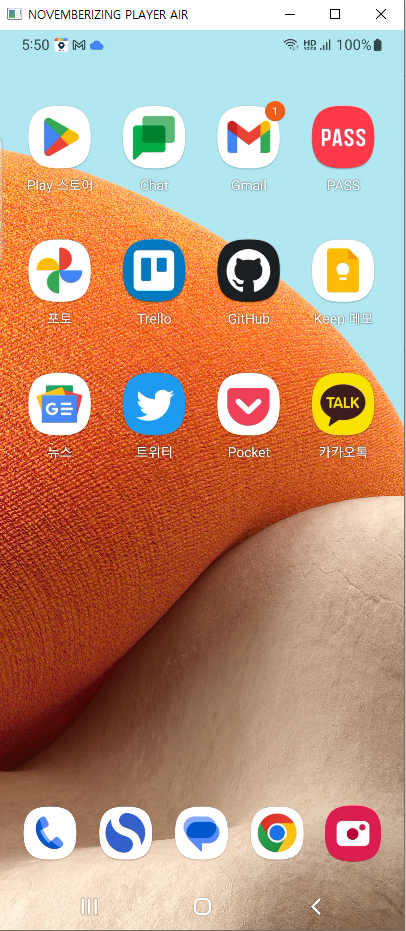 NOVEMBERIZING PLAYER AIR
5:50
HD
100%
1
PASS
Play 스토어
Chat
Gmail
PASS
포토
Trello
GitHub
Keep 메모
GE
TALK
뉴스
트위터
Pocket
카카오톡